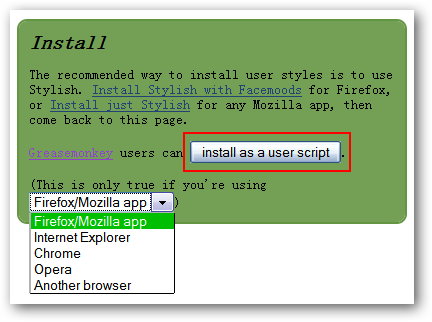 Install
The recommended way to install user styles is to use
Stylish. Install Stylish with Facemoods for Firefox,
or Install just Stylish for any Mozilla app, then
come back to this page.
Greasemonkey users can install as a user script.
(This is only true if you're using
Firefox/Mozilla app )
Firefox/Mozilla app
Internet Explorer
Chrome
Opera
Another browser